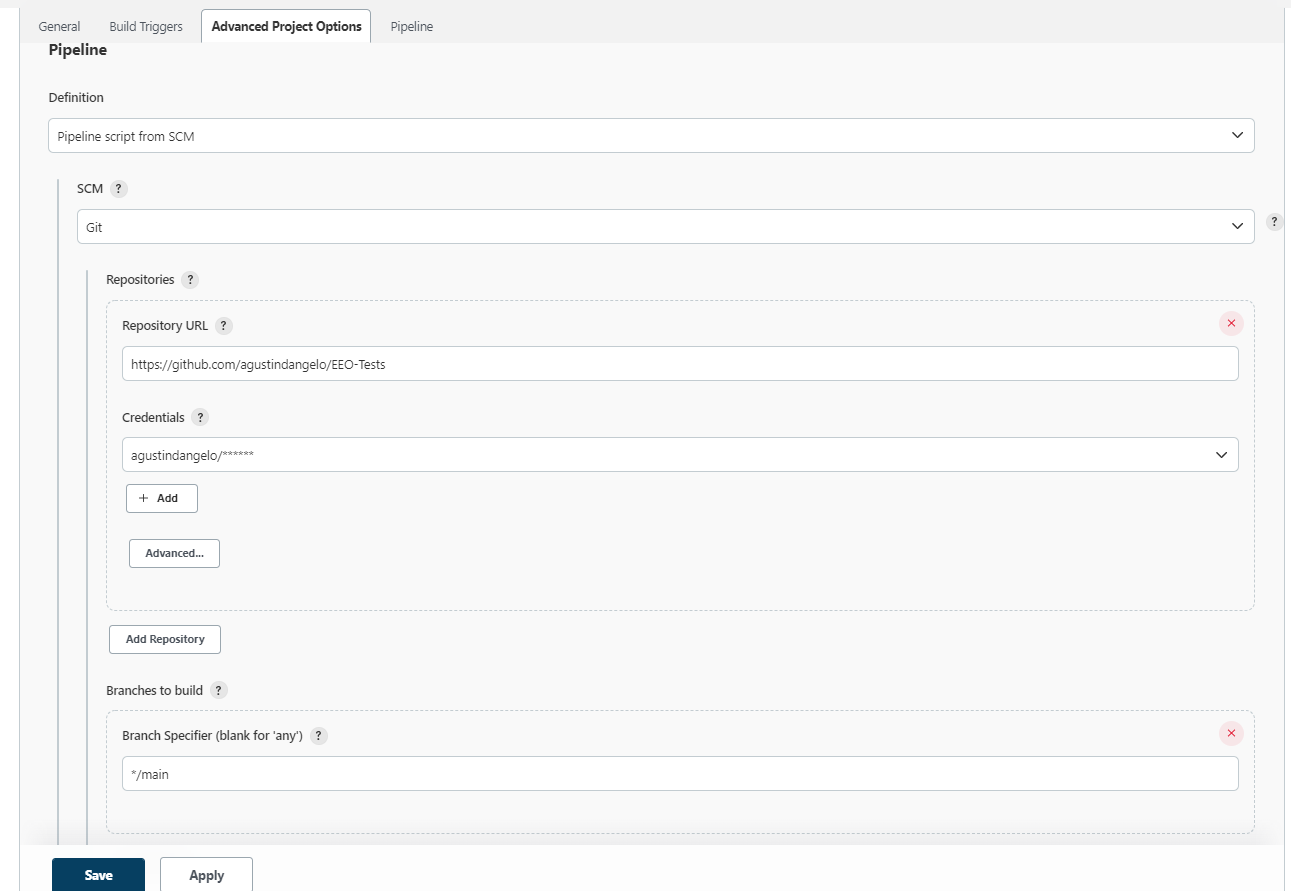 General Build Triggers Advanced Project Options Pipeline
Pipeline
Definition
Pipeline script from SCM
SCM ?
Git
?
Repositories ?
Repository URL ?
https://github.com/agustindangelo/EEO-Tests
Credentials ?
agustindangelo/******
+ Add
Advanced...
Add Repository
Branches to build ?
Branch Specifier (blank for 'any') ?
*/main
Save Apply